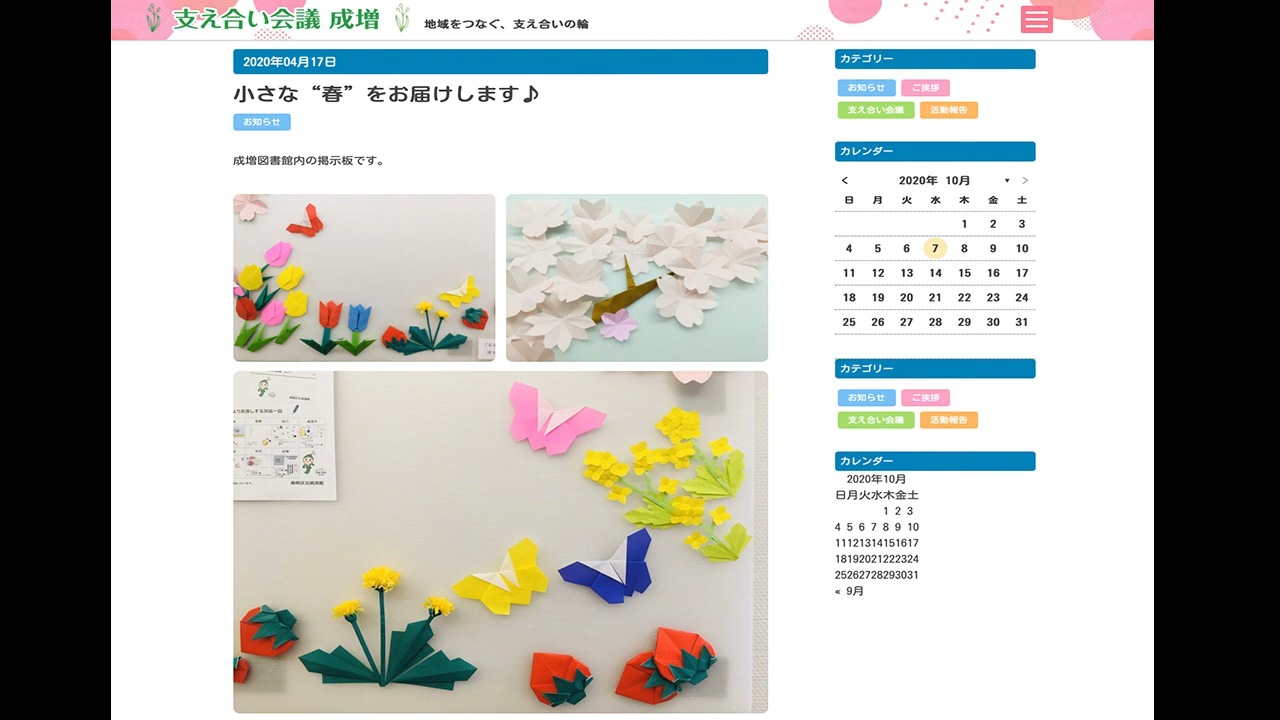 支え合い会議 成増
地域をつなぐ、支え合いの輪
2020年04月17日
小さな“春”をお届けします♪
お知らせ
成増図書館内の掲示板です。
カテゴリー
お知らせ ご挨拶
支え合い会議 活動報告
カレンダー
< 2020年 10月 ▼ >
日 月 火 水 木 金 土
1 2 3
4 5 6 7 8 9 10
11 12 13 14 15 16 17
18 19 20 21 22 23 24
25 26 27 28 29 30 31
カテゴリー
お知らせ ご挨拶
支え合い会議 活動報告
カレンダー
2020年10月
日月火水木金土
1 2 3
4 5 6 7 8 9 10
11121314151617
18192021222324
25262728293031
« 9月